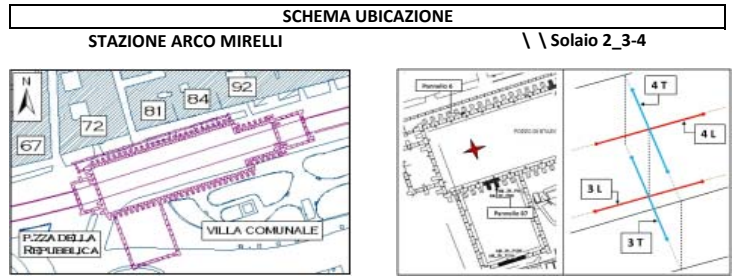 SCHEMA UBICAZIONE
STAZIONE ARCO MIRELLI
\ \ Solaio 2_3-4
N
67
72
81
84
92
P.ZZA DELLA
REPUBBLICA
VILLA COMUNALE
Pannello 6
Pannello 67
4 T
4 L
3 L
3 T